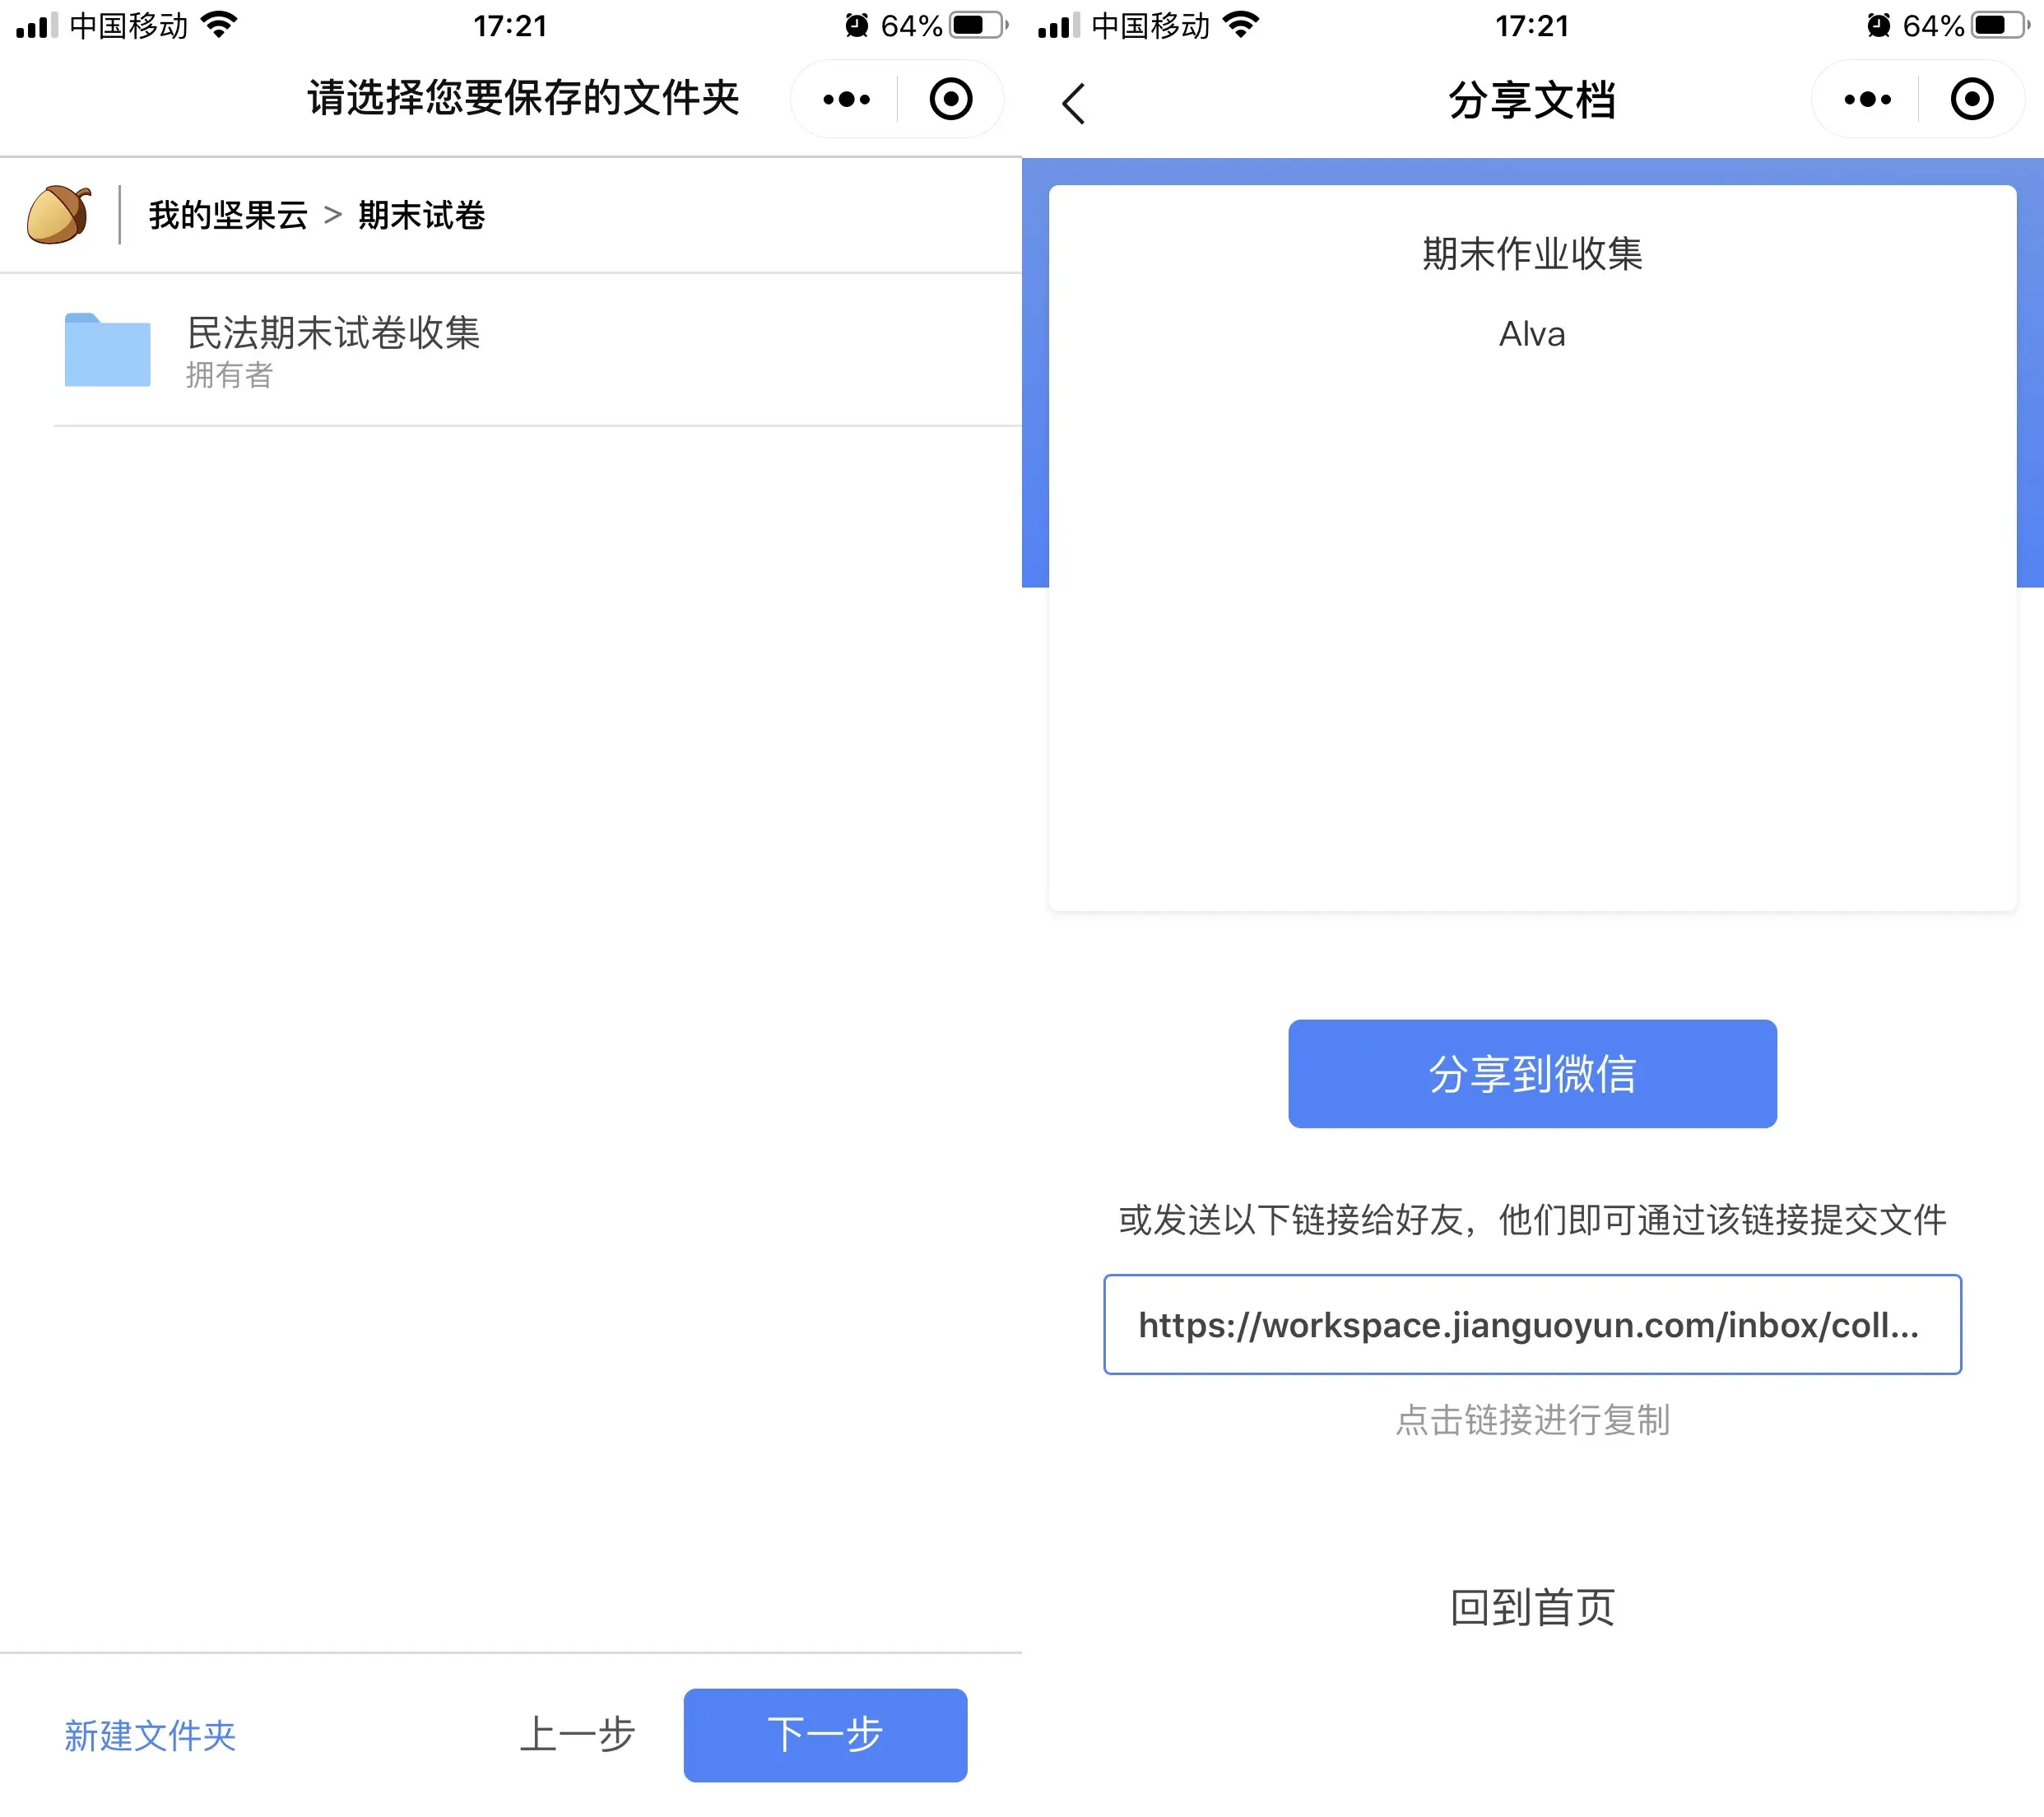 中国移动 17:21 64%
请选择您要保存的文件夹
我的坚果云 > 期末试卷
民法期末试卷收集
拥有者
新建文件夹 上一步 下一步
中国移动 17:21 64%
分享文档
期末作业收集
Alva
分享到微信
或发送以下链接给好友，他们即可通过该链接提交文件
https://workspace.jianguoyun.com/inbox/coll...
点击链接进行复制
回到首页